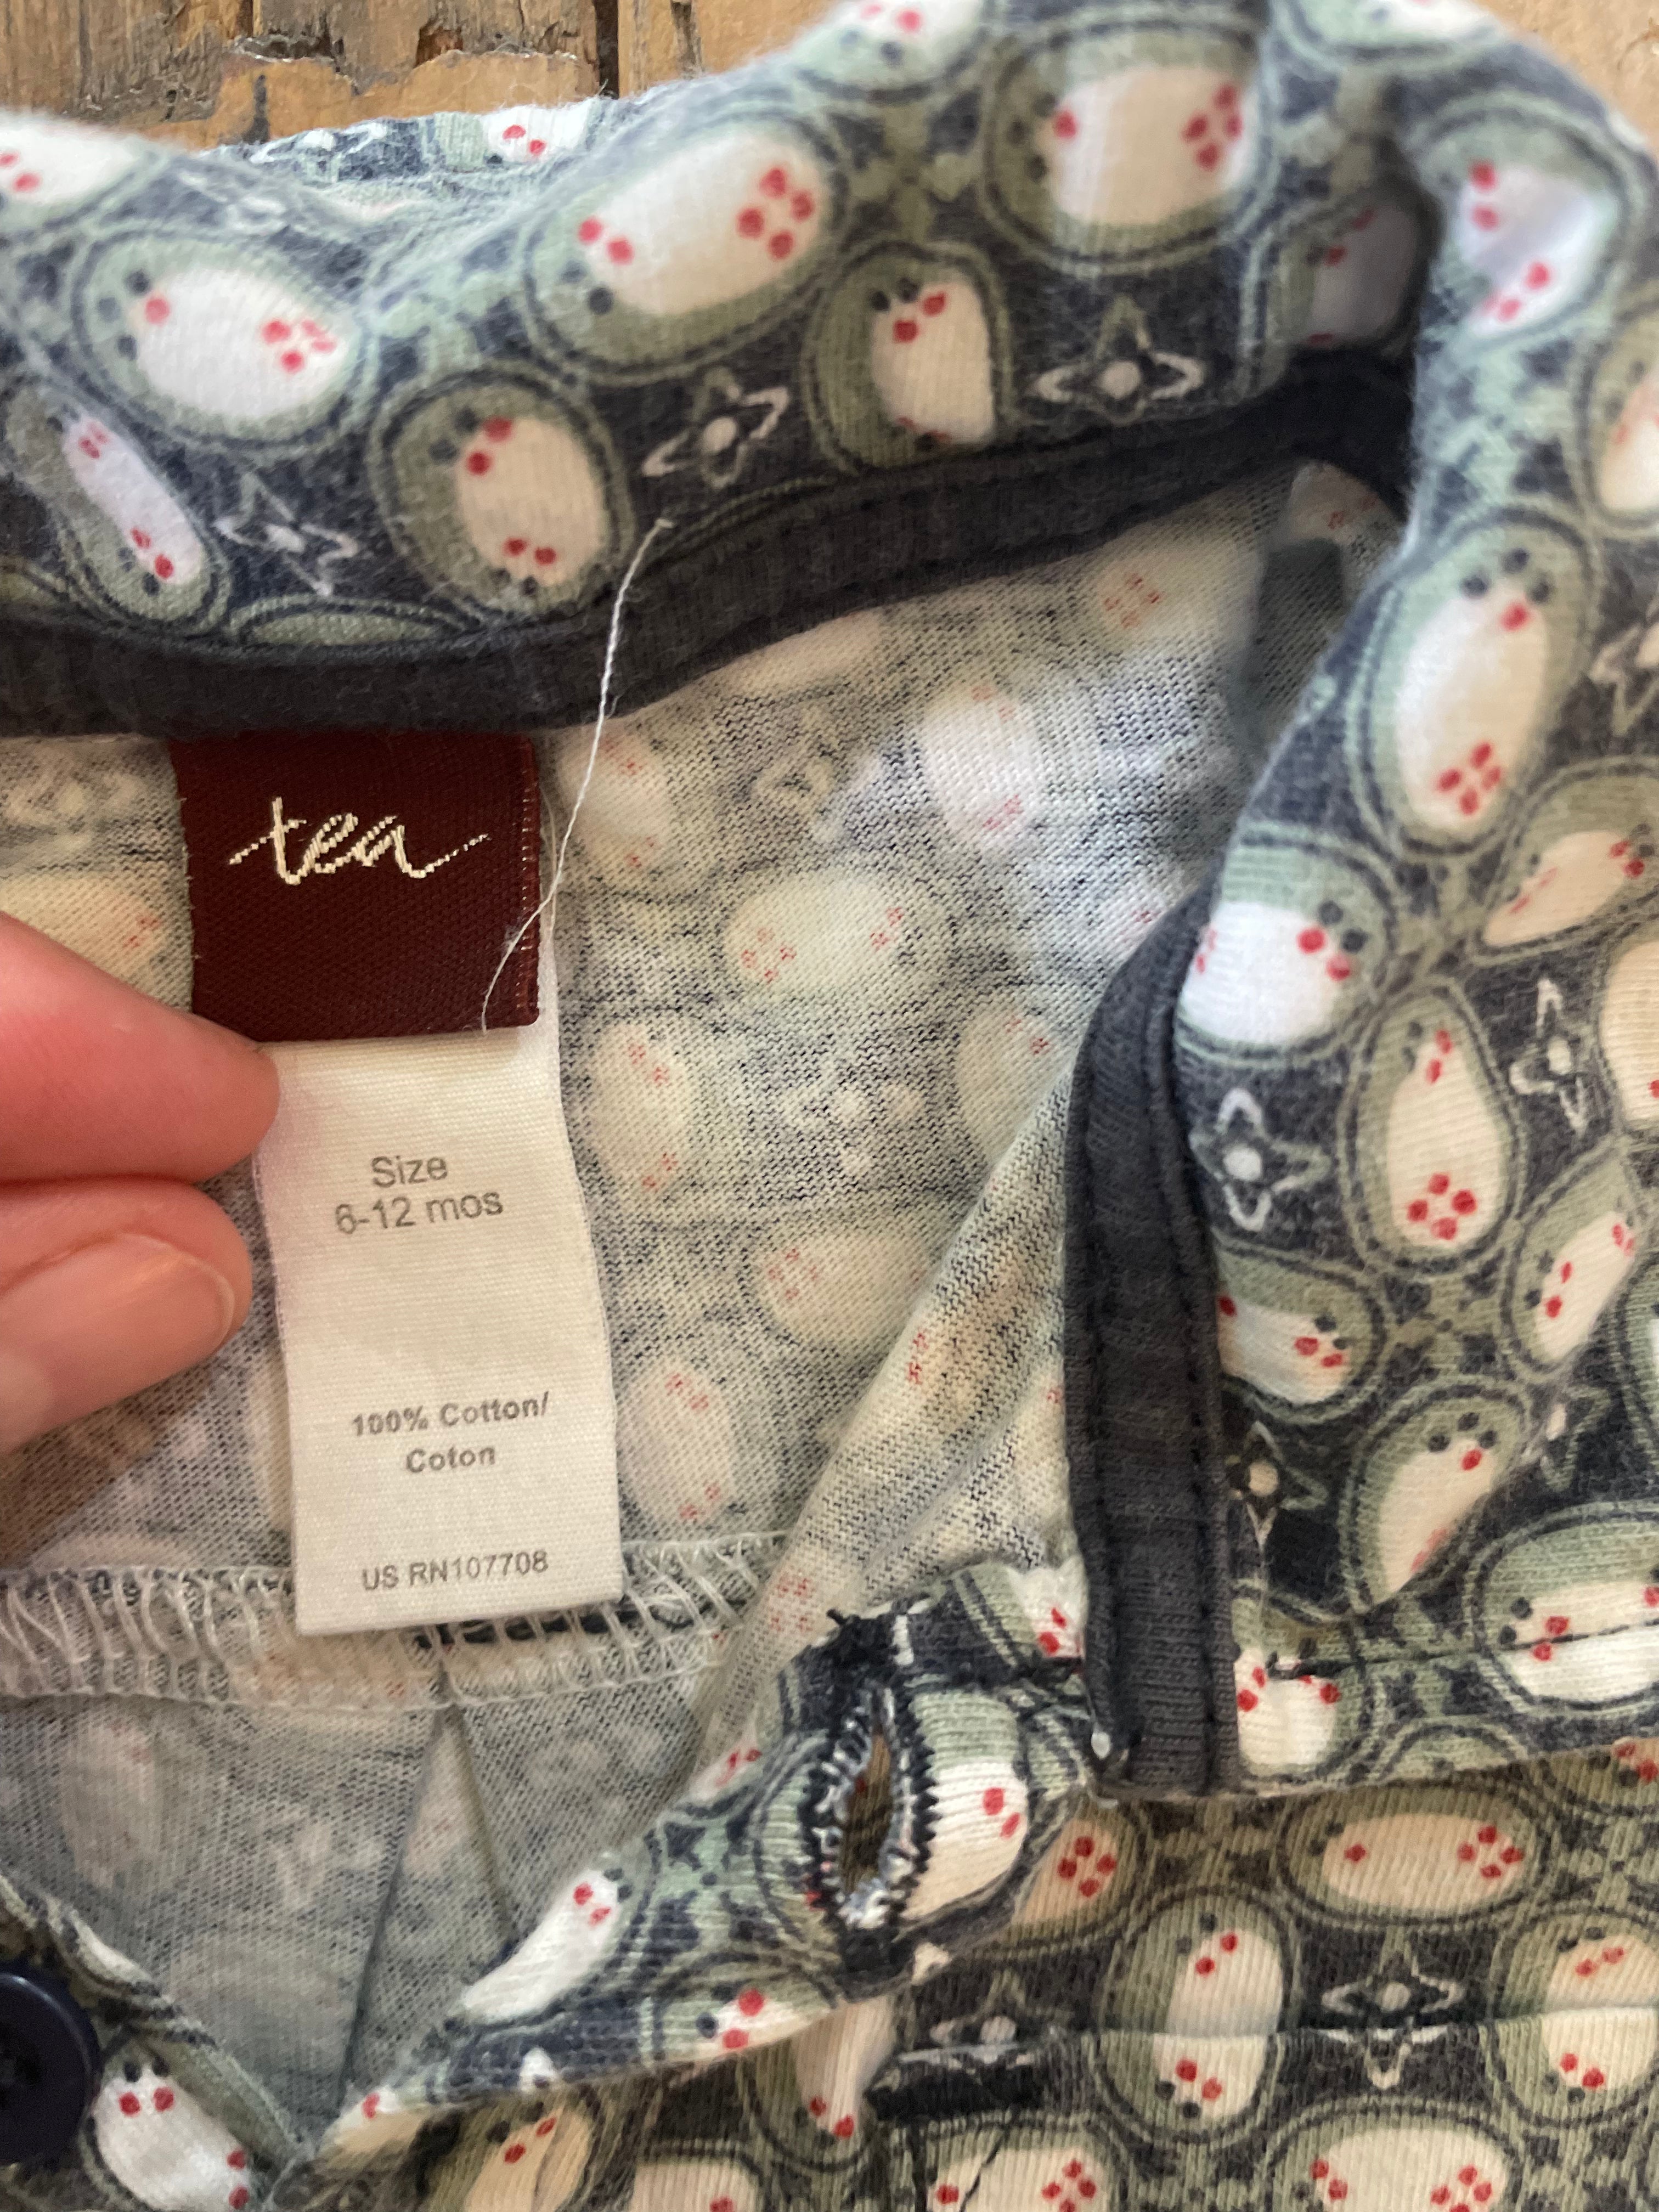 tea
Size
6-12 mos
100% Cotton/
Coton
US RN107708